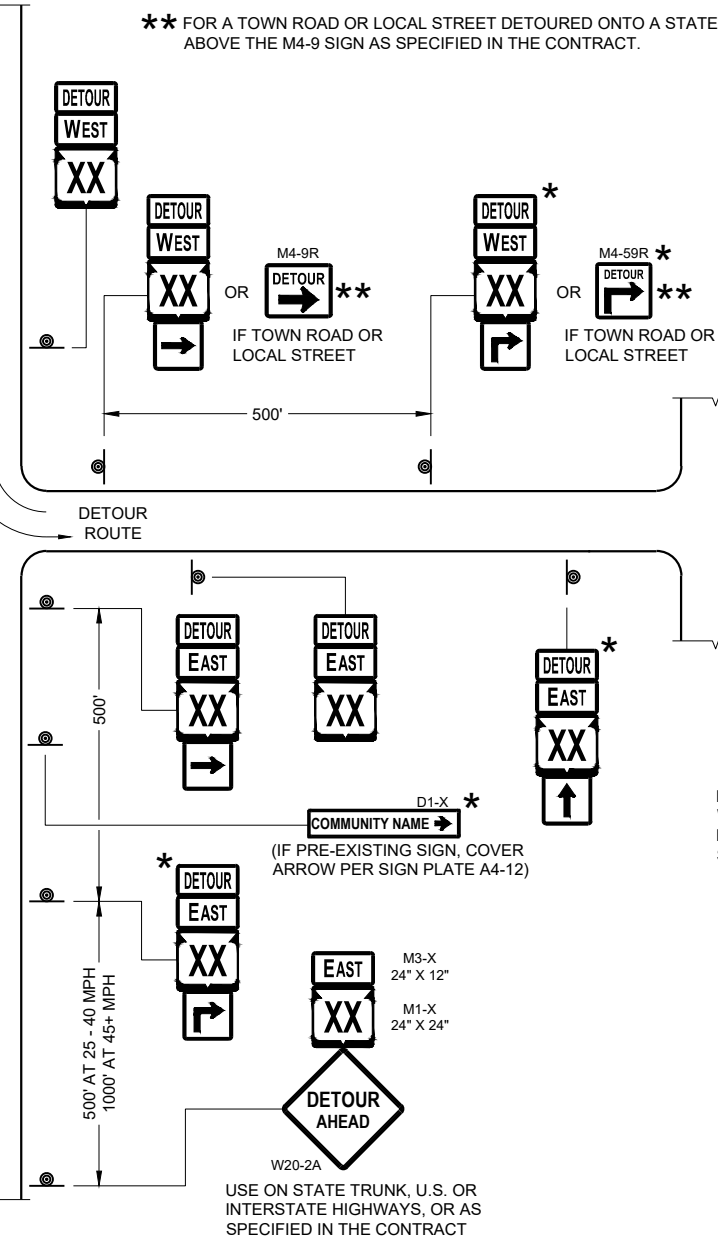 ** FOR A TOWN ROAD OR LOCAL STREET DETOURED ONTO A STATE
ABOVE THE M4-9 SIGN AS SPECIFIED IN THE CONTRACT.
DETOUR
WEST
XX
DETOUR
WEST
XX
OR
M4-9R
DETOUR
**
IF TOWN ROAD OR
LOCAL STREET
DETOUR
*
WEST
XX
OR
M4-59R *
DETOUR
**
IF TOWN ROAD OR
LOCAL STREET
500'
DETOUR
ROUTE
DETOUR
EAST
XX
DETOUR
EAST
XX
DETOUR
*
EAST
XX
500'
D1-X *
COMMUNITY NAME
(IF PRE-EXISTING SIGN, COVER
ARROW PER SIGN PLATE A4-12)
*
DETOUR
EAST
XX
500' AT 25 - 40 MPH
1000' AT 45+ MPH
EAST
M3-X
24" X 12"
XX
M1-X
24" X 24"
DETOUR
AHEAD
W20-2A
USE ON STATE TRUNK, U.S. OR
INTERSTATE HIGHWAYS, OR AS
SPECIFIED IN THE CONTRACT